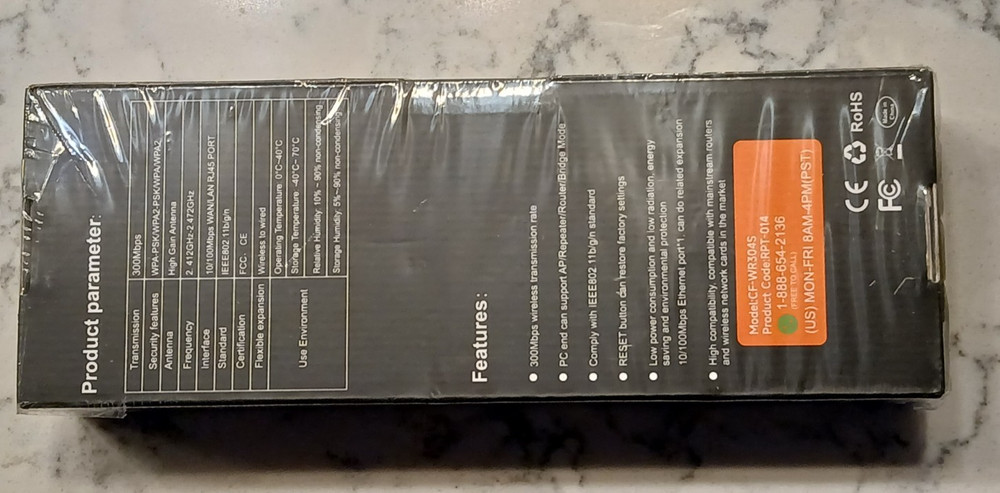 Product parameter:
Transmission 300Mbps
Security features WPA-PSK/WPA2-PSK/WPA/WPA2
Antenna High Gain Antenna
Frequency 2.412GHz-2.472GHz
Interface 10/100Mbps WAN/LAN RJ45 PORT
Standard IEEE802 11b/g/n
Certification FCC, CE
Flexible expansion Wireless to wired
Use Environment
Operating Temperature 0°C~40°C
Storage Temperature -40°C~70°C
Relative Humidity: 10% ~ 90% non-condensing
Storage Humidity: 5%~90% non-condensing
Features:
● 300Mbps wireless transmission rate
● PC end can support AP/Repeater/Router/Bridge Mode
● Comply with IEEE802 11b/g/n standard
● RESET button dan restore factory settings
● Low power consumption and low radiation, energy
saving and environmental protection
10/100Mbps Ethernet port*1, can do related expansion
● High compatibility, compatible with mainstream routers
and wireless network cards in the market
Model:CF-WR304S
Product Code:RPT-014
1-888-654-2136
(FREE TO CALL)
(US) MON-FRI 8AM-4PM(PST)
CE RoHS
FC Made in China